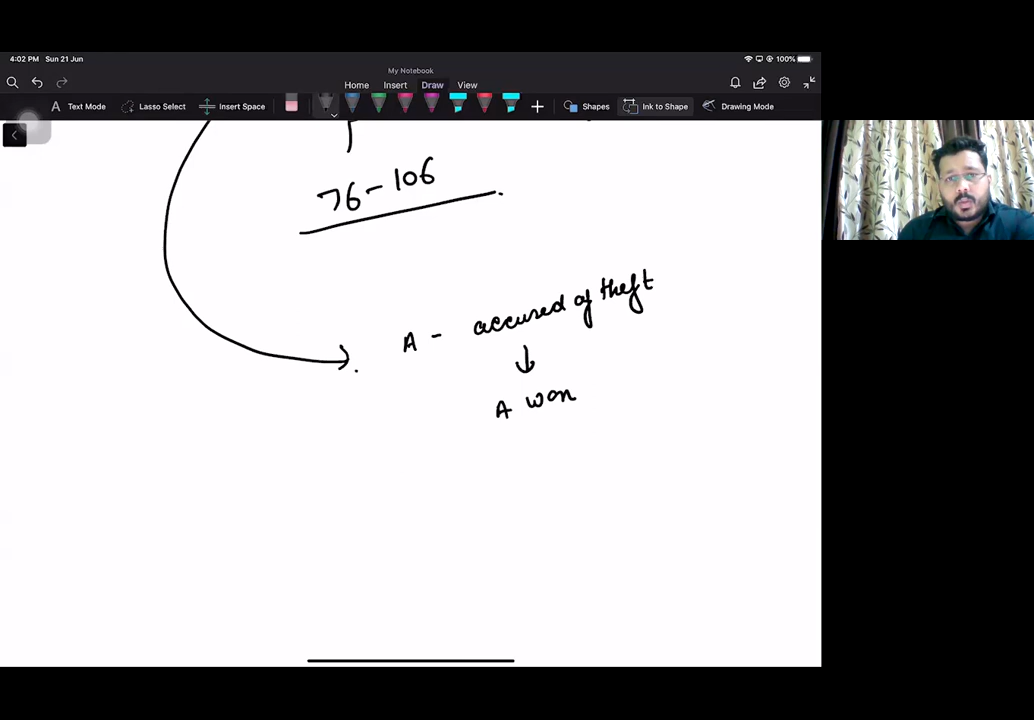 4:02 PM Sun 21 Jun
100%
My Notebook
Home Insert Draw View
A Text Mode Lasso Select Insert Space Shapes Ink to Shape Drawing Mode
76-106
A - accused of theft
A won